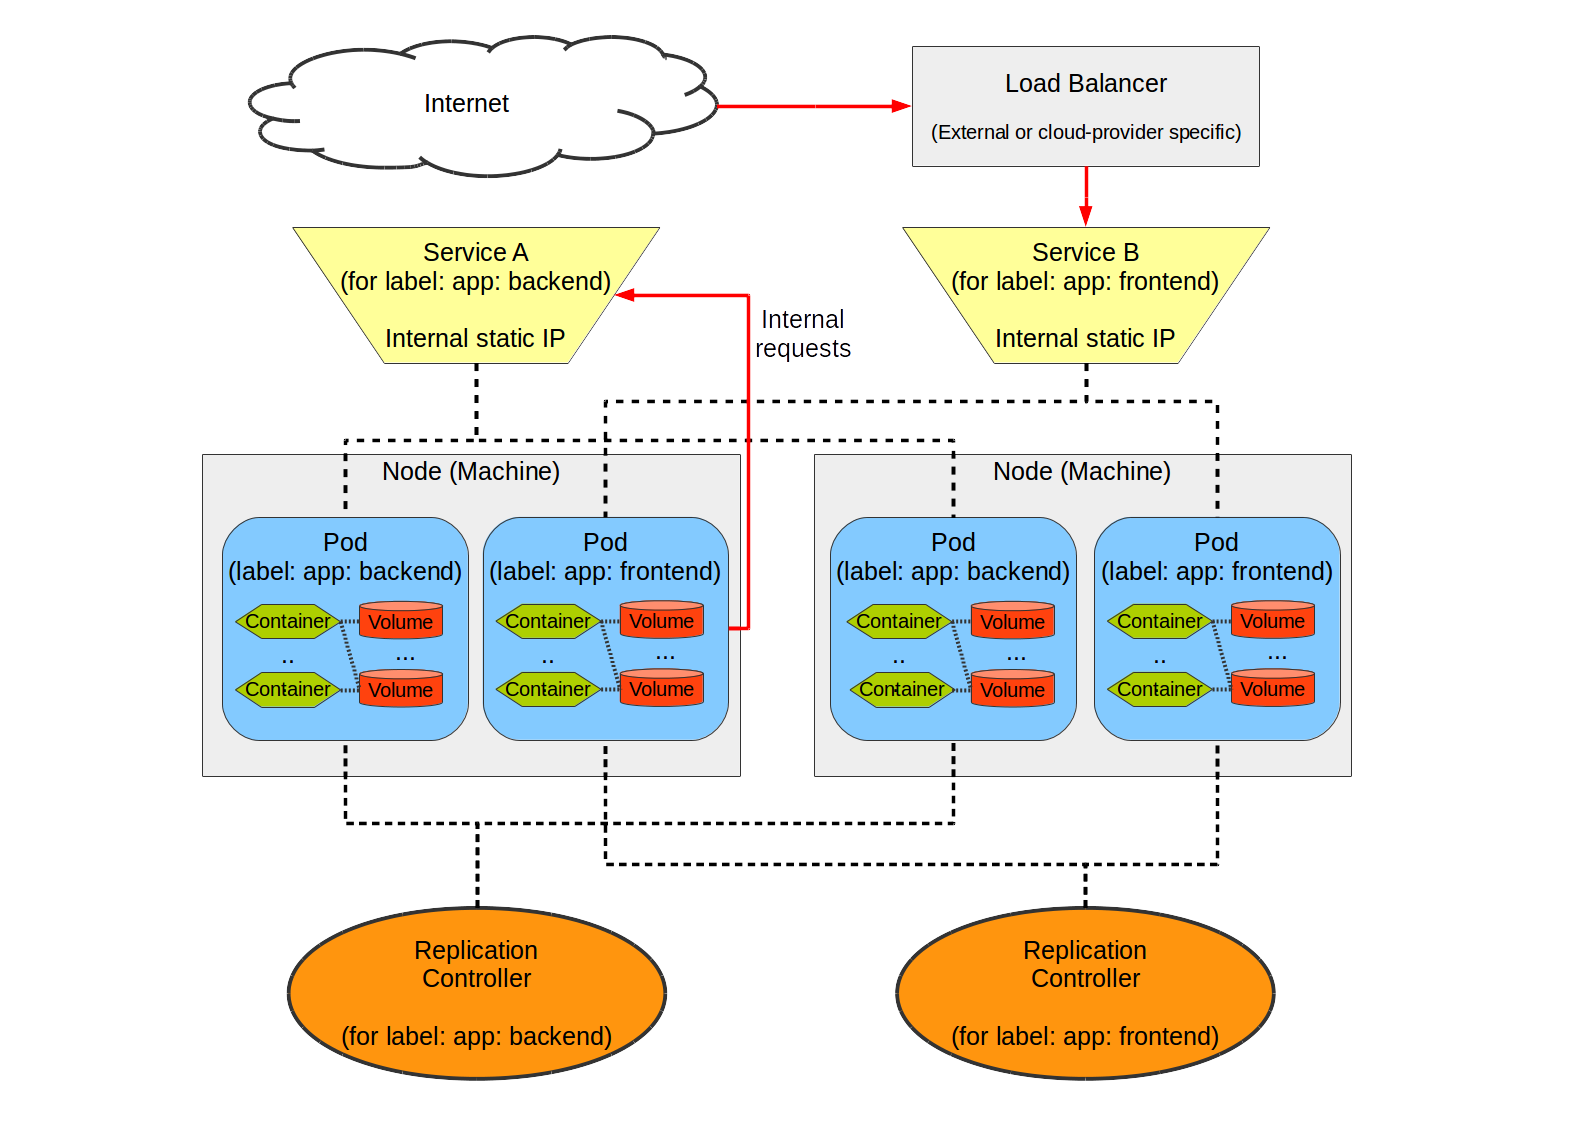 Internet
Load Balancer
(External or cloud-provider specific)
Service A
(for label: app: backend)
Internal static IP
Service B
(for label: app: frontend)
Internal static IP
Internal
requests
Node (Machine)
Pod
(label: app: backend)
Container
Volume
..
...
Container
Volume
Pod
(label: app: frontend)
Container
Volume
..
...
Container
Volume
Node (Machine)
Pod
(label: app: backend)
Container
Volume
..
...
Container
Volume
Pod
(label: app: frontend)
Container
Volume
..
...
Container
Volume
Replication
Controller
(for label: app: backend)
Replication
Controller
(for label: app: frontend)